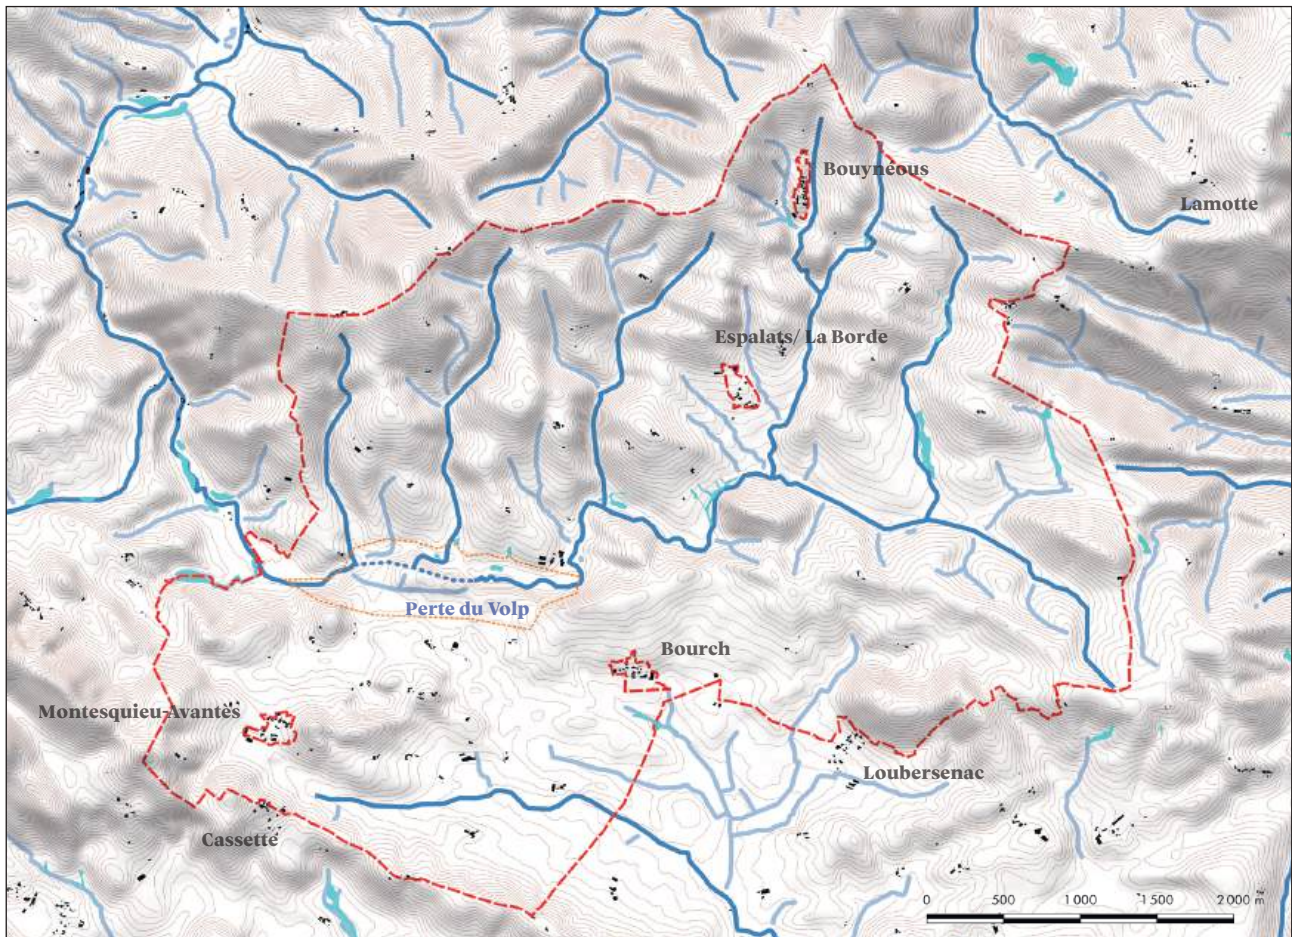 Bouyneous
Lamotte
Espalats/ La Borde
Perte du Volp
Bourch
Montesquieu-Avantès
Loubersenac
Cassette
0 500 1 000 1 500 2 000 m